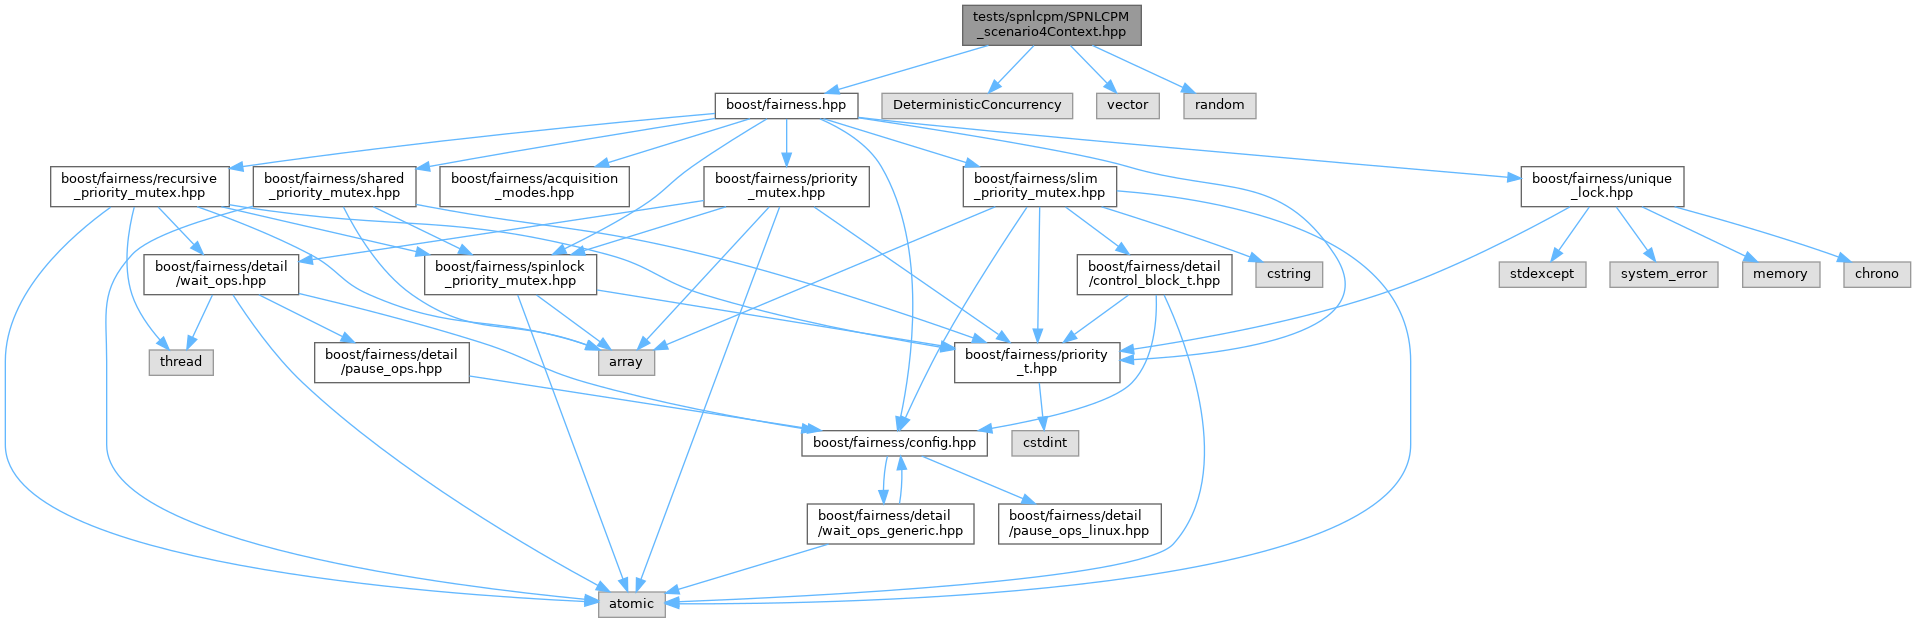 tests/spnlcpm/SPNLCPM
_scenario4Context.hpp
boost/fairness.hpp
DeterministicConcurrency
vector
random
boost/fairness/recursive
_priority_mutex.hpp
boost/fairness/shared
_priority_mutex.hpp
boost/fairness/acquisition
_modes.hpp
boost/fairness/priority
_mutex.hpp
boost/fairness/slim
_priority_mutex.hpp
boost/fairness/unique
_lock.hpp
boost/fairness/detail
/wait_ops.hpp
boost/fairness/spinlock
_priority_mutex.hpp
boost/fairness/detail
/control_block_t.hpp
cstring
stdexcept
system_error
memory
chrono
thread
boost/fairness/detail
/pause_ops.hpp
array
boost/fairness/priority
_t.hpp
boost/fairness/config.hpp
cstdint
boost/fairness/detail
/wait_ops_generic.hpp
boost/fairness/detail
/pause_ops_linux.hpp
atomic